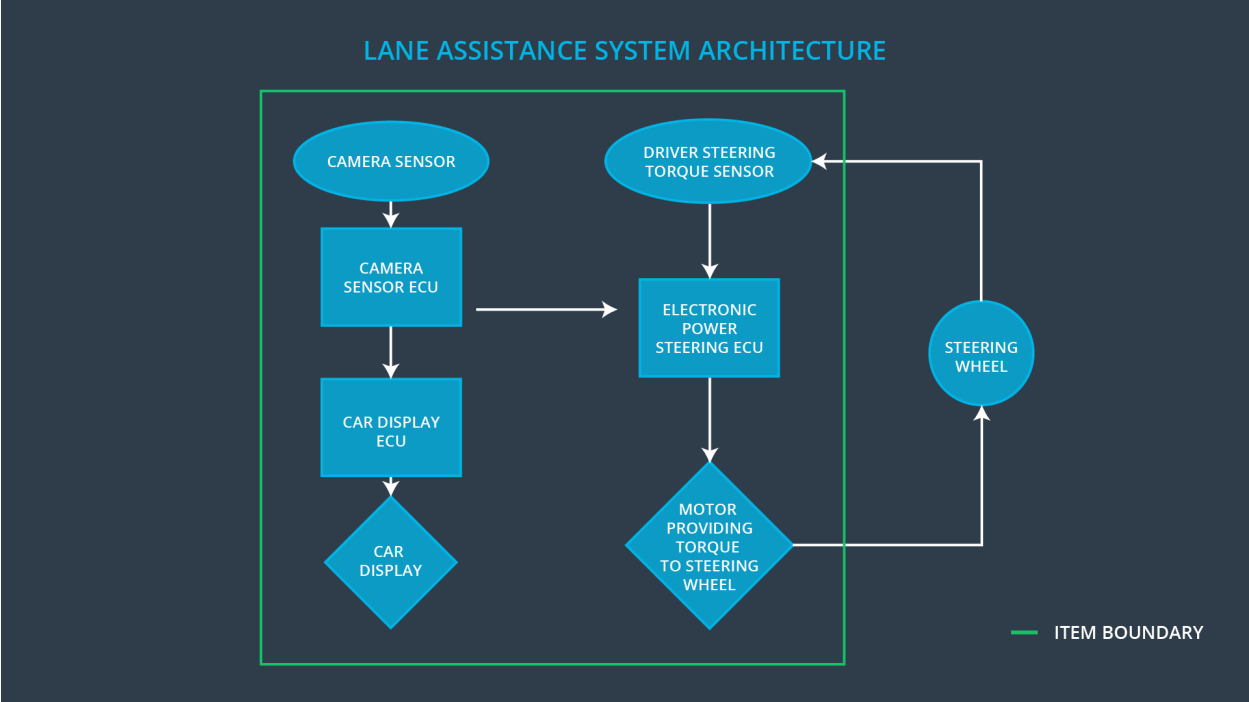 LANE ASSISTANCE SYSTEM ARCHITECTURE
CAMERA SENSOR
CAMERA
SENSOR ECU
CAR DISPLAY
ECU
CAR
DISPLAY
DRIVER STEERING
TORQUE SENSOR
ELECTRONIC
POWER
STEERING ECU
MOTOR
PROVIDING
TORQUE
TO STEERING
WHEEL
STEERING
WHEEL
ITEM BOUNDARY